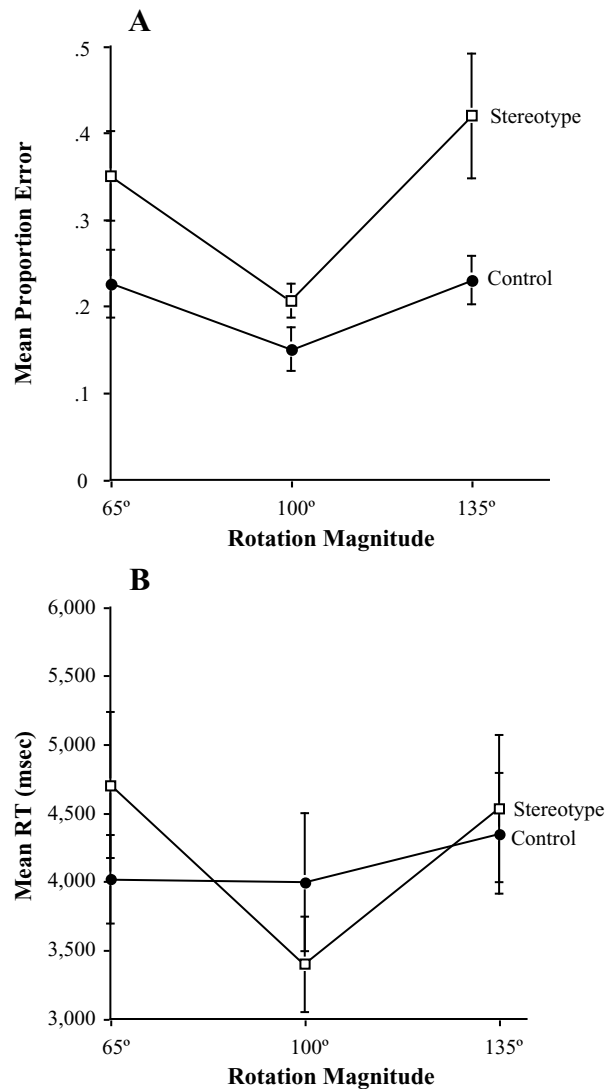 A
.5
.4
.3
.2
.1
0
Mean Proportion Error
Stereotype
Control
65º
100º
135º
Rotation Magnitude
B
6,000
5,500
5,000
4,500
4,000
3,500
3,000
Mean RT (msec)
Stereotype
Control
65º
100º
135º
Rotation Magnitude